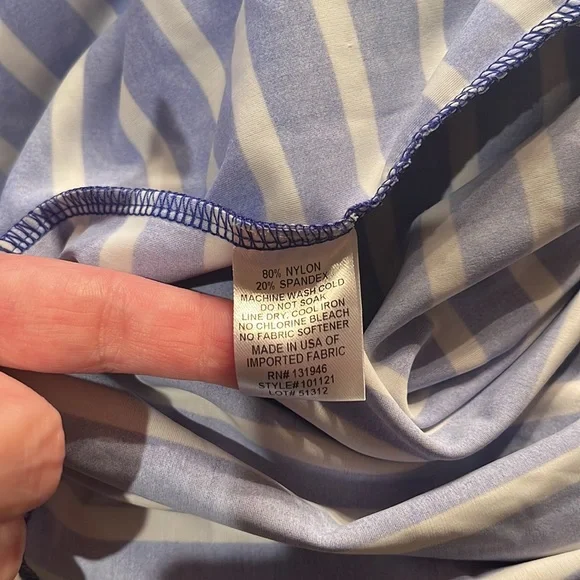 80% NYLON
20% SPANDEX
MACHINE WASH COLD
DO NOT SOAK
LINE DRY, COOL IRON
NO CHLORINE BLEACH
NO FABRIC SOFTENER
MADE IN USA OF
IMPORTED FABRIC
RN# 131946
STYLE# 101121
LOT# 51312